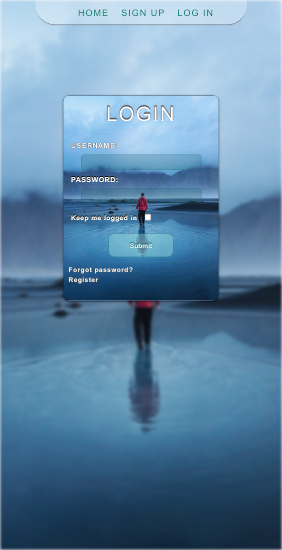 HOME SIGN UP LOG IN
LOGIN
USERNAME
PASSWORD:
Keep me logged in
Submit
Forgot password?
Register